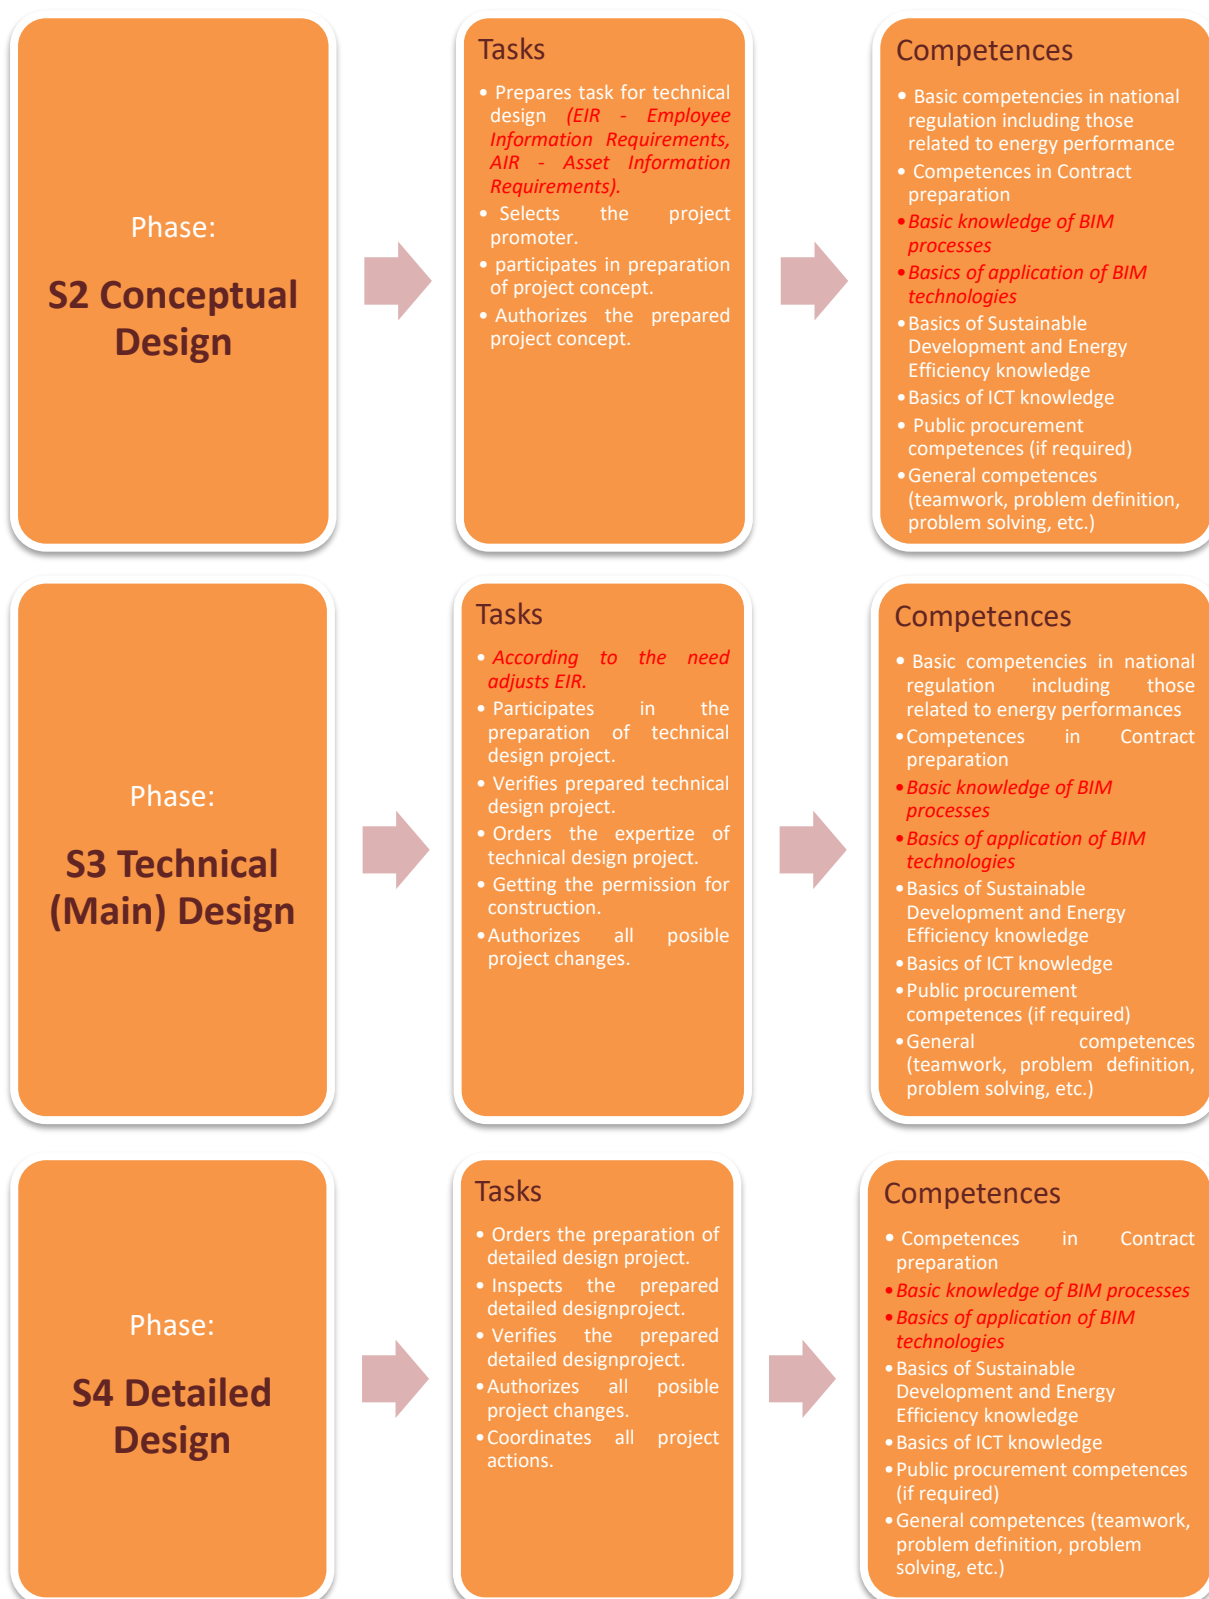 Phase:
S2 Conceptual
Design
Tasks
• Prepares task for technical
design (EIR - Employee
Information Requirements,
AIR - Asset Information
Requirements).
• Selects the project
promoter.
• participates in preparation
of project concept.
• Authorizes the prepared
project concept.
Competences
• Basic competencies in national
regulation including those
related to energy performance
• Competences in Contract
preparation
• Basic knowledge of BIM
processes
• Basics of application of BIM
technologies
• Basics of Sustainable
Development and Energy
Efficiency knowledge
• Basics of ICT knowledge
• Public procurement
competences (if required)
• General competences
(teamwork, problem definition,
problem solving, etc.)
Phase:
S3 Technical
(Main) Design
Tasks
• According to the need
adjusts EIR.
• Participates in the
preparation of technical
design project.
• Verifies prepared technical
design project.
• Orders the expertize of
technical design project.
• Getting the permission for
construction.
• Authorizes all posible
project changes.
Competences
• Basic competencies in national
regulation including those
related to energy performances
• Competences in Contract
preparation
• Basic knowledge of BIM
processes
• Basics of application of BIM
technologies
• Basics of Sustainable
Development and Energy
Efficiency knowledge
• Basics of ICT knowledge
• Public procurement
competences (if required)
• General competences
(teamwork, problem definition,
problem solving, etc.)
Phase:
S4 Detailed
Design
Tasks
• Orders the preparation of
detailed design project.
• Inspects the prepared
detailed designproject.
• Verifies the prepared
detailed designproject.
• Authorizes all posible
project changes.
• Coordinates all project
actions.
Competences
• Competences in Contract
preparation
• Basic knowledge of BIM processes
• Basics of application of BIM
technologies
• Basics of Sustainable
Development and Energy
Efficiency knowledge
• Basics of ICT knowledge
• Public procurement competences
(if required)
• General competences (teamwork,
problem definition, problem
solving, etc.)